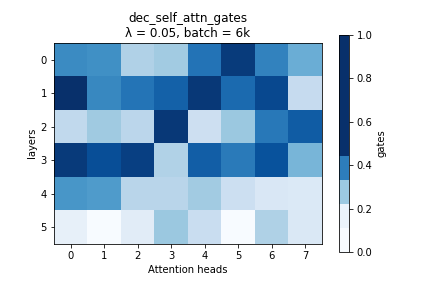 dec_self_attn_gates
λ = 0.05, batch = 6k
layers
0
1
2
3
4
5
0 1 2 3 4 5 6 7
Attention heads
1.0
0.8
0.6
0.4
0.2
0.0
gates